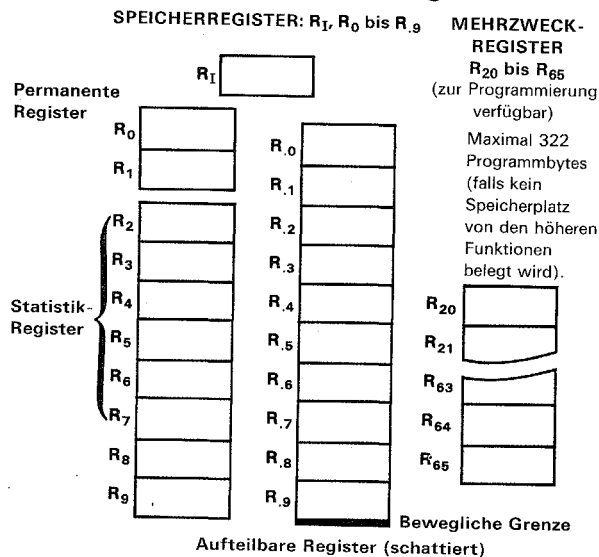 SPEICHERREGISTER: R_I, R_0 bis R_.9
R_I
Permanente
Register
R_0
R_1
R_2
R_3
R_4
R_5
R_6
R_7
R_8
R_9
Statistik-
Register
R_.0
R_.1
R_.2
R_.3
R_.4
R_.5
R_.6
R_.7
R_.8
R_.9
MEHRZWECK-
REGISTER
R_20 bis R_65
(zur Programmierung
verfügbar)
Maximal 322
Programmbytes
(falls kein
Speicherplatz
von den höheren
Funktionen
belegt wird).
R_20
R_21
R_63
R_64
R_65
Bewegliche Grenze
Aufteilbare Register (schattiert)